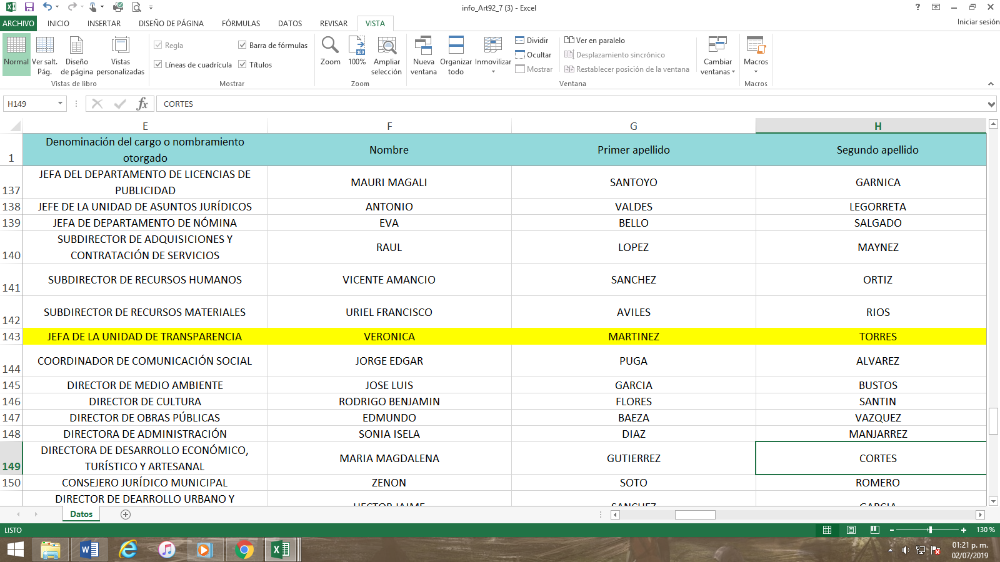 info_Art92_7 (3) - Excel
ARCHIVO INICIO INSERTAR DISEÑO DE PÁGINA FÓRMULAS DATOS REVISAR VISTA Iniciar sesión
Normal
Ver salt. Pág.
Diseño de página
Vistas personalizadas
Vistas de libro
Regla
Barra de fórmulas
Líneas de cuadrícula
Títulos
Mostrar
Zoom
100%
Ampliar selección
Zoom
Nueva ventana
Organizar todo
Inmovilizar
Dividir
Ocultar
Mostrar
Ver en paralelo
Desplazamiento sincrónico
Restablecer posición de la ventana
Ventana
Cambiar ventanas
Macros
Macros
H149 fx CORTES
E F G H
1 Denominación del cargo o nombramiento otorgado Nombre Primer apellido Segundo apellido
137 JEFA DEL DEPARTAMENTO DE LICENCIAS DE PUBLICIDAD MAURI MAGALI SANTOYO GARNICA
138 JEFE DE LA UNIDAD DE ASUNTOS JURÍDICOS ANTONIO VALDES LEGORRETA
139 JEFA DE DEPARTAMENTO DE NÓMINA EVA BELLO SALGADO
140 SUBDIRECTOR DE ADQUISICIONES Y CONTRATACIÓN DE SERVICIOS RAUL LOPEZ MAYNEZ
141 SUBDIRECTOR DE RECURSOS HUMANOS VICENTE AMANCIO SANCHEZ ORTIZ
142 SUBDIRECTOR DE RECURSOS MATERIALES URIEL FRANCISCO AVILES RIOS
143 JEFA DE LA UNIDAD DE TRANSPARENCIA VERONICA MARTINEZ TORRES
144 COORDINADOR DE COMUNICACIÓN SOCIAL JORGE EDGAR PUGA ALVAREZ
145 DIRECTOR DE MEDIO AMBIENTE JOSE LUIS GARCIA BUSTOS
146 DIRECTOR DE CULTURA RODRIGO BENJAMIN FLORES SANTIN
147 DIRECTOR DE OBRAS PÚBLICAS EDMUNDO BAEZA VAZQUEZ
148 DIRECTORA DE ADMINISTRACIÓN SONIA ISELA DIAZ MANJARREZ
149 DIRECTORA DE DESARROLLO ECONÓMICO, TURÍSTICO Y ARTESANAL MARIA MAGDALENA GUTIERREZ CORTES
150 CONSEJERO JURÍDICO MUNICIPAL ZENON SOTO ROMERO
DIRECTOR DE DEARROLLO URBANO Y HECTOR JAIME SANCHEZ GARCIA
Datos
LISTO 130 %
01:21 p. m.
02/07/2019